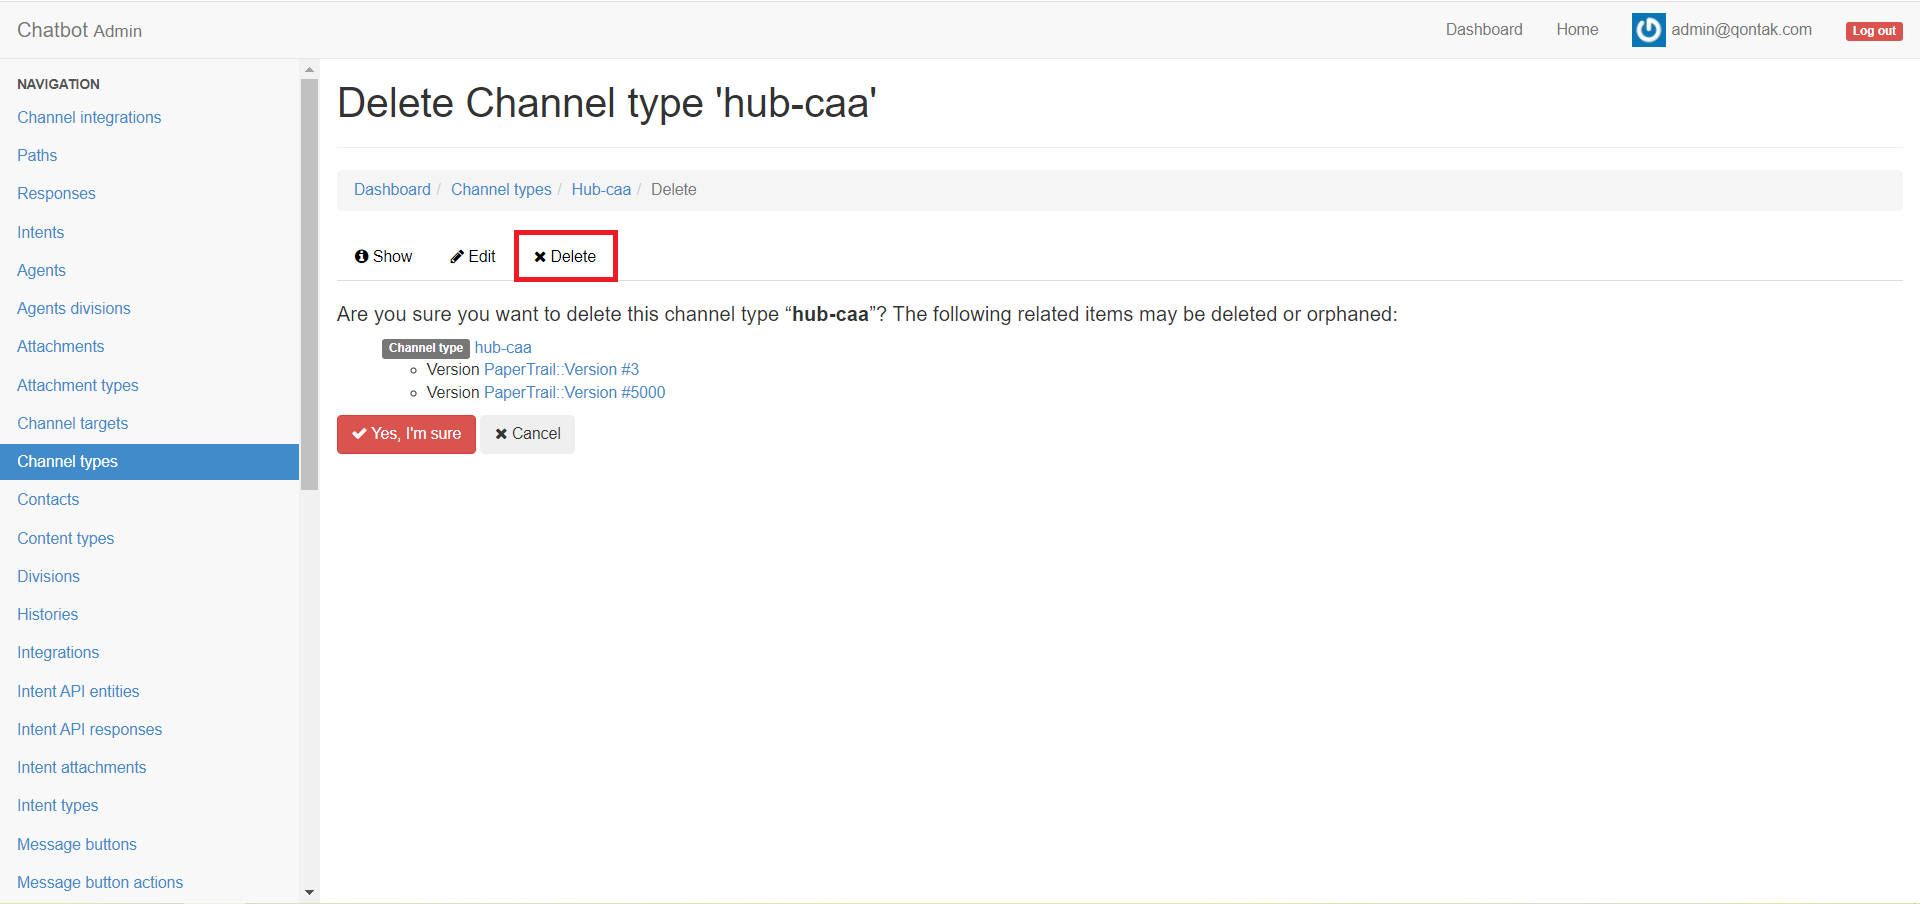 Chatbot Admin
Dashboard Home admin@qontak.com Log out
NAVIGATION
Channel integrations
Paths
Responses
Intents
Agents
Agents divisions
Attachments
Attachment types
Channel targets
Channel types
Contacts
Content types
Divisions
Histories
Integrations
Intent API entities
Intent API responses
Intent attachments
Intent types
Message buttons
Message button actions
Delete Channel type 'hub-caa'
Dashboard / Channel types / Hub-caa / Delete
Show Edit Delete
Are you sure you want to delete this channel type “hub-caa”? The following related items may be deleted or orphaned:
Channel type hub-caa
Version PaperTrail::Version #3
Version PaperTrail::Version #5000
Yes, I'm sure Cancel